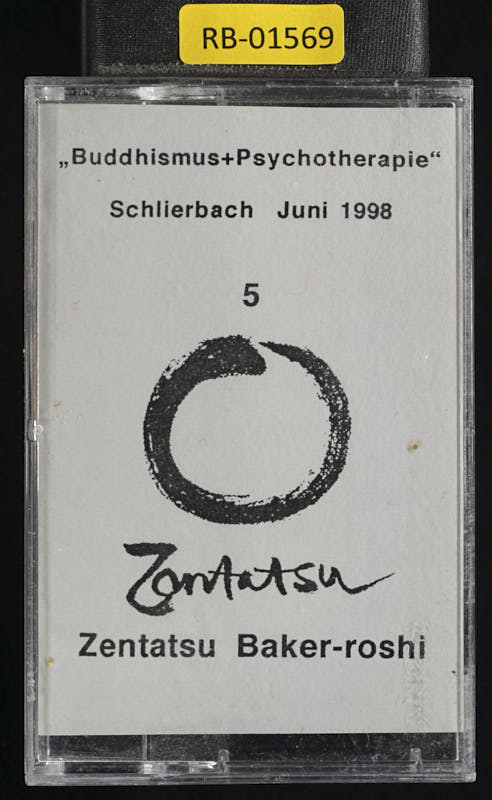 RB-01569
„Buddhismus+Psychotherapie“
Schlierbach Juni 1998
5
Zentatsu
Zentatsu Baker-roshi